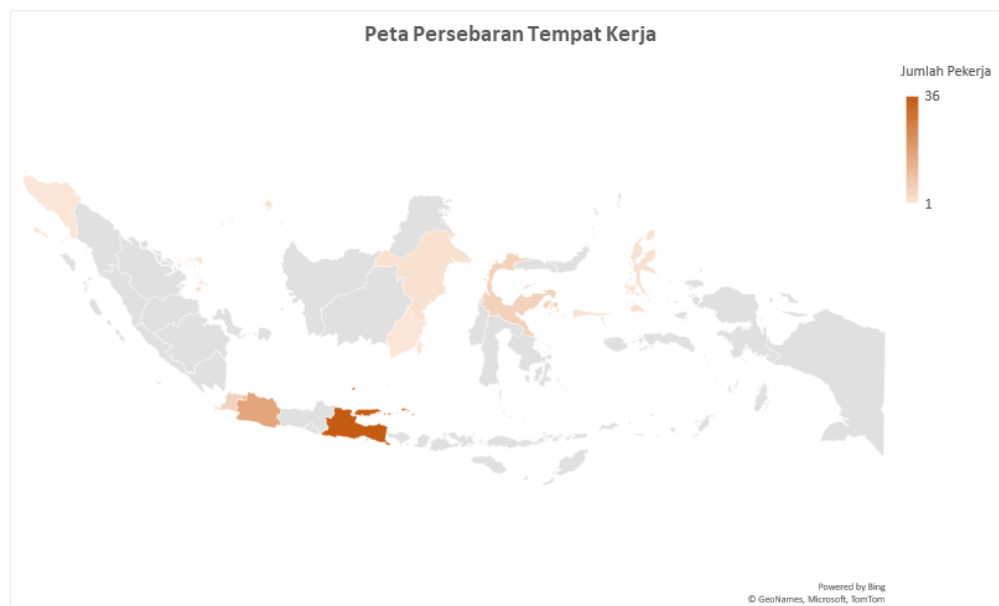 Peta Persebaran Tempat Kerja
Jumlah Pekerja
36
1
Powered by Bing
© GeoNames, Microsoft, TomTom